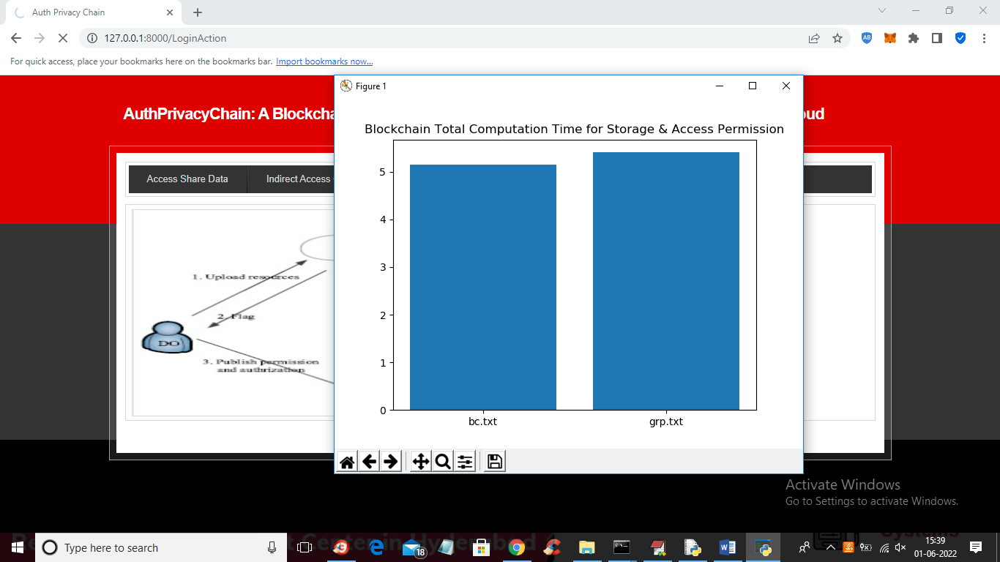 Auth Privacy Chain
127.0.0.1:8000/LoginAction
AB
For quick access, place your bookmarks here on the bookmarks bar. Import bookmarks now...
Figure 1
AuthPrivacyChain: A Blockcha
oud
Blockchain Total Computation Time for Storage & Access Permission
Access Share Data
Indirect Access
5
4
3
2
1
0
bc.txt
grp.txt
1. Upload resources
2. Flag
DO
3. Publish permission
and authrization
Activate Windows
Go to Settings to activate Windows.
Systems
Type here to search
18
15:39
01-06-2022